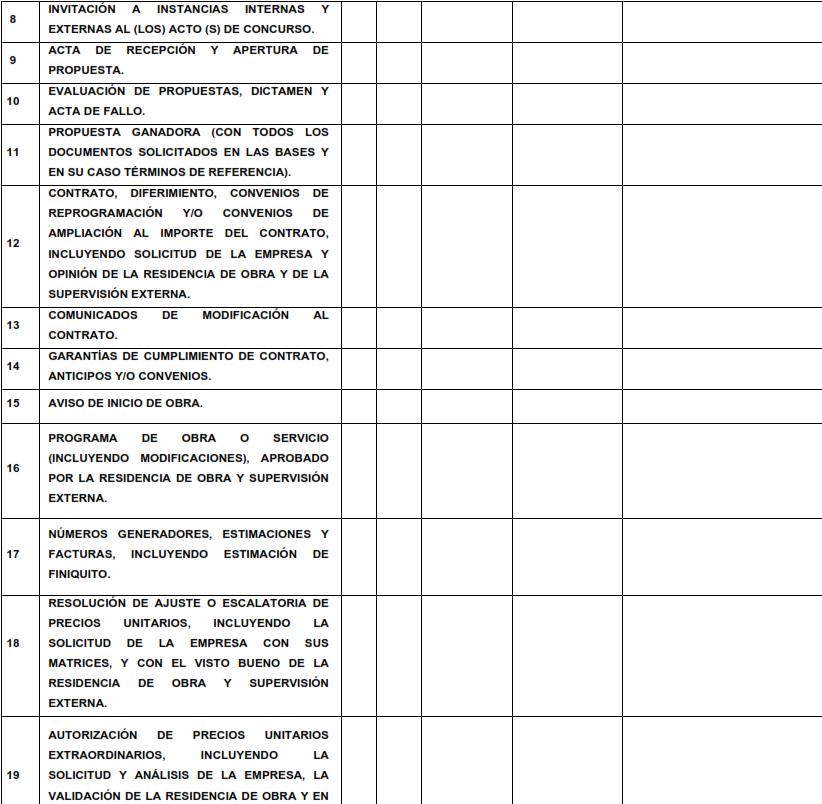 8
INVITACIÓN A INSTANCIAS INTERNAS Y
EXTERNAS AL (LOS) ACTO (S) DE CONCURSO.
9
ACTA DE RECEPCIÓN Y APERTURA DE
PROPUESTA.
10
EVALUACIÓN DE PROPUESTAS, DICTAMEN Y
ACTA DE FALLO.
11
PROPUESTA GANADORA (CON TODOS LOS
DOCUMENTOS SOLICITADOS EN LAS BASES Y
EN SU CASO TÉRMINOS DE REFERENCIA).
12
CONTRATO, DIFERIMIENTO, CONVENIOS DE
REPROGRAMACIÓN Y/O CONVENIOS DE
AMPLIACIÓN AL IMPORTE DEL CONTRATO,
INCLUYENDO SOLICITUD DE LA EMPRESA Y
OPINIÓN DE LA RESIDENCIA DE OBRA Y DE LA
SUPERVISIÓN EXTERNA.
13
COMUNICADOS DE MODIFICACIÓN AL
CONTRATO.
14
GARANTÍAS DE CUMPLIMIENTO DE CONTRATO,
ANTICIPOS Y/O CONVENIOS.
15
AVISO DE INICIO DE OBRA.
16
PROGRAMA DE OBRA O SERVICIO
(INCLUYENDO MODIFICACIONES), APROBADO
POR LA RESIDENCIA DE OBRA Y SUPERVISIÓN
EXTERNA.
17
NÚMEROS GENERADORES, ESTIMACIONES Y
FACTURAS, INCLUYENDO ESTIMACIÓN DE
FINIQUITO.
18
RESOLUCIÓN DE AJUSTE O ESCALATORIA DE
PRECIOS UNITARIOS, INCLUYENDO LA
SOLICITUD DE LA EMPRESA CON SUS
MATRICES, Y CON EL VISTO BUENO DE LA
RESIDENCIA DE OBRA Y SUPERVISIÓN
EXTERNA.
19
AUTORIZACIÓN DE PRECIOS UNITARIOS
EXTRAORDINARIOS, INCLUYENDO LA
SOLICITUD Y ANÁLISIS DE LA EMPRESA, LA
VALIDACIÓN DE LA RESIDENCIA DE OBRA Y EN